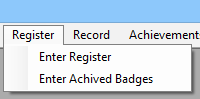 Register Record Achievement
Enter Register
Enter Achived Badges